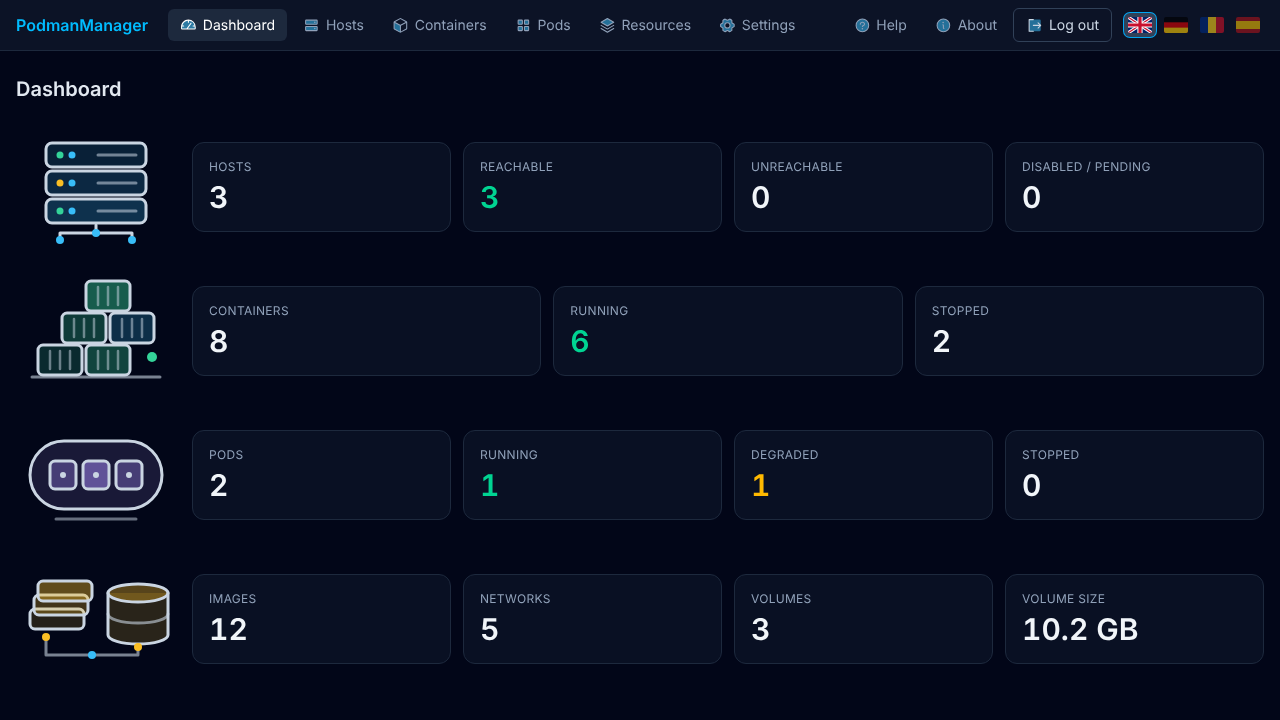 PodmanManager Dashboard Hosts Containers Pods Resources Settings Help About Log out
Dashboard
HOSTS REACHABLE UNREACHABLE DISABLED / PENDING
3 3 0 0
CONTAINERS RUNNING STOPPED
8 6 2
PODS RUNNING DEGRADED STOPPED
2 1 1 0
IMAGES NETWORKS VOLUMES VOLUME SIZE
12 5 3 10.2 GB